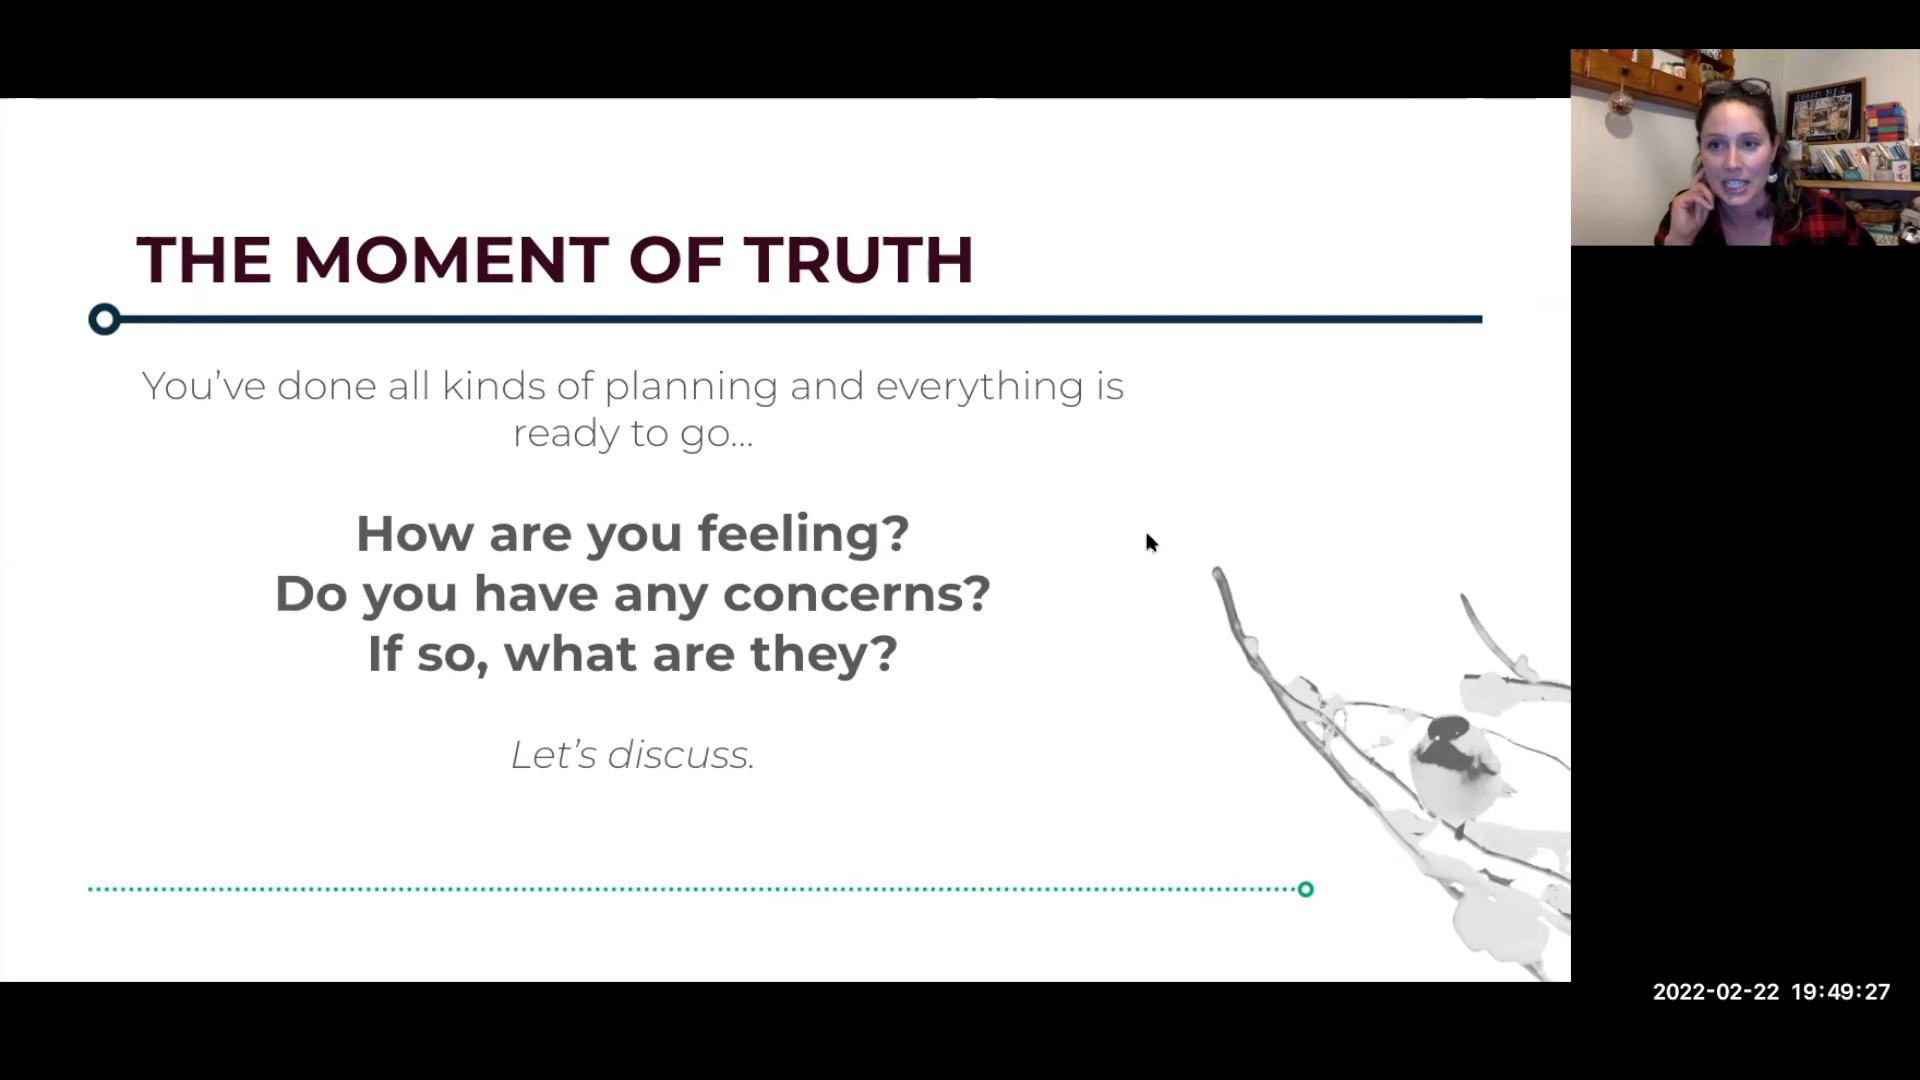 THE MOMENT OF TRUTH
You’ve done all kinds of planning and everything is
ready to go...
How are you feeling?
Do you have any concerns?
If so, what are they?
Let’s discuss.
2022-02-22 19:49:27